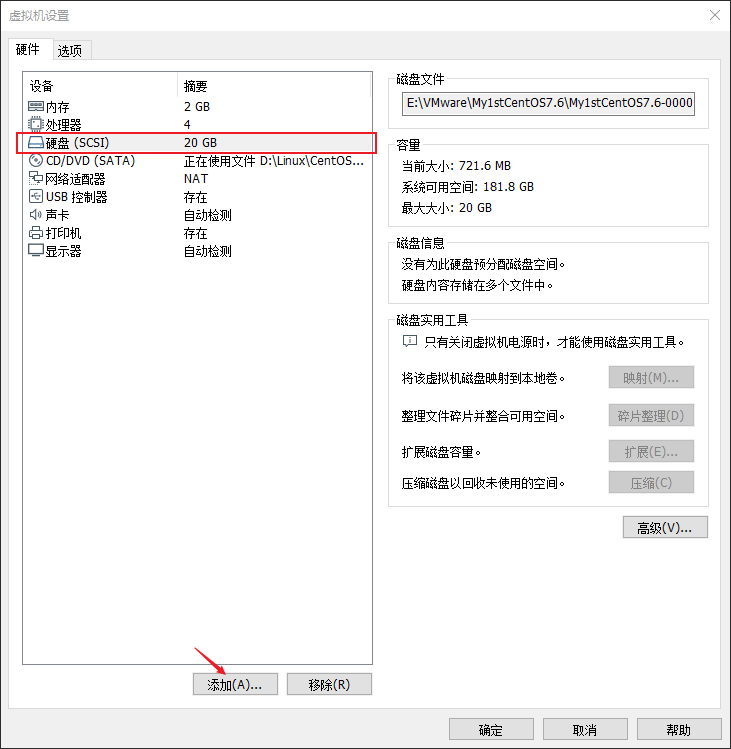 虚拟机设置
硬件 选项
设备 摘要
内存 2 GB
处理器 4
硬盘 (SCSI) 20 GB
CD/DVD (SATA) 正在使用文件 D:\Linux\CentOS...
网络适配器 NAT
USB 控制器 存在
声卡 自动检测
打印机 存在
显示器 自动检测
添加(A)... 移除(R)
磁盘文件
E:\VMware\My1stCentOS7.6\My1stCentOS7.6-0000
容量
当前大小: 721.6 MB
系统可用空间: 181.8 GB
最大大小: 20 GB
磁盘信息
没有为此硬盘预分配磁盘空间。
硬盘内容存储在多个文件中。
磁盘实用工具
只有关闭虚拟机电源时，才能使用磁盘实用工具。
将该虚拟机磁盘映射到本地卷。 映射(M)...
整理文件碎片并整合可用空间。 碎片整理(D)
扩展磁盘容量。 扩展(E)...
压缩磁盘以回收未使用的空间。 压缩(C)
高级(V)...
确定 取消 帮助